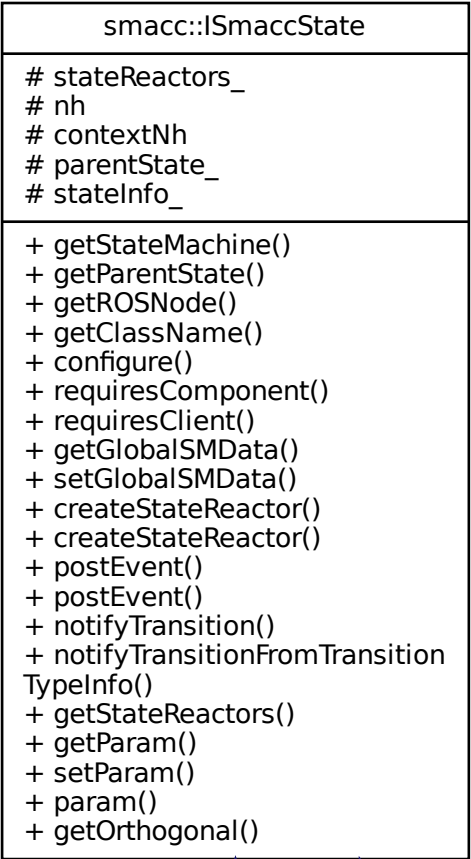 smacc::ISmaccState
# stateReactors_
# nh
# contextNh
# parentState_
# stateInfo_
+ getStateMachine()
+ getParentState()
+ getROSNode()
+ getClassName()
+ configure()
+ requiresComponent()
+ requiresClient()
+ getGlobalSMData()
+ setGlobalSMData()
+ createStateReactor()
+ createStateReactor()
+ postEvent()
+ postEvent()
+ notifyTransition()
+ notifyTransitionFromTransition
TypeInfo()
+ getStateReactors()
+ getParam()
+ setParam()
+ param()
+ getOrthogonal()